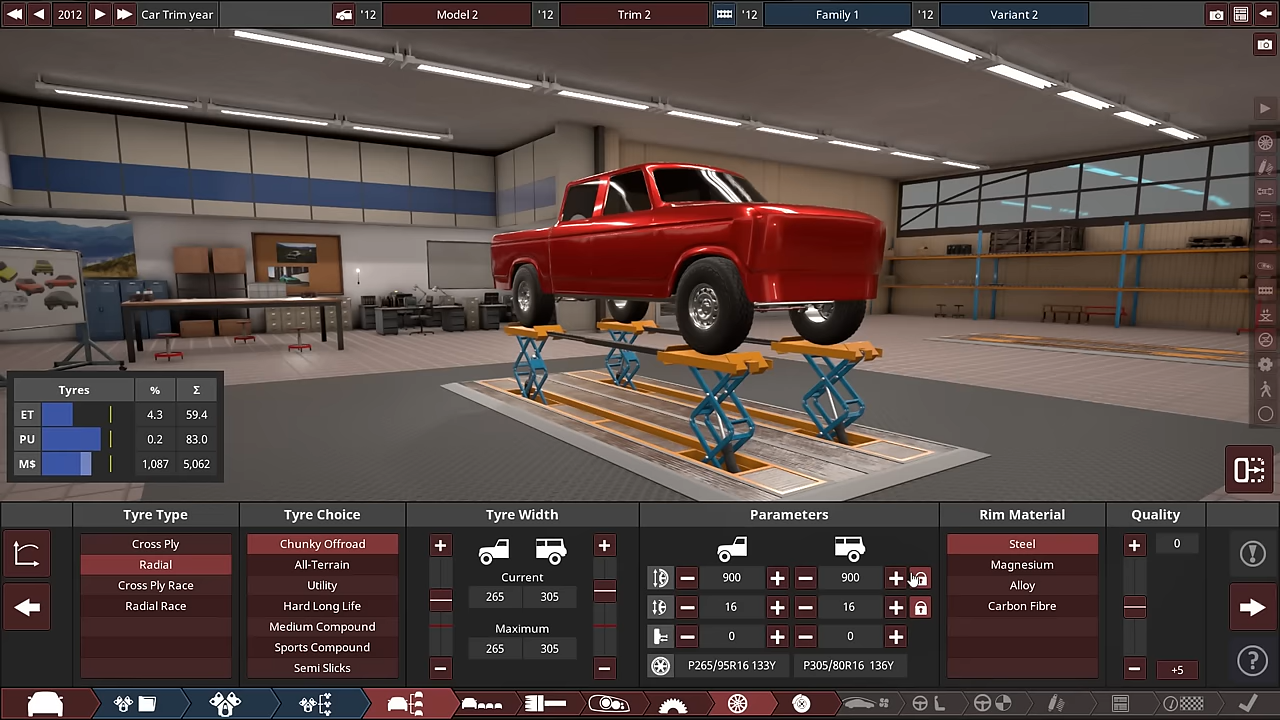 2012 Car Trim year '12 Model 2 '12 Trim 2 '12 Family 1 '12 Variant 2
Tyres % Σ
ET 4.3 59.4
PU 0.2 83.0
M$ 1,087 5,062
Tyre Type
Cross Ply
Radial
Cross Ply Race
Radial Race
Tyre Choice
Chunky Offroad
All-Terrain
Utility
Hard Long Life
Medium Compound
Sports Compound
Semi Slicks
Tyre Width
Current
265 305
Maximum
265 305
Parameters
900 900
16 16
0 0
P265/95R16 133Y P305/80R16 136Y
Rim Material
Steel
Magnesium
Alloy
Carbon Fibre
Quality
0
+5